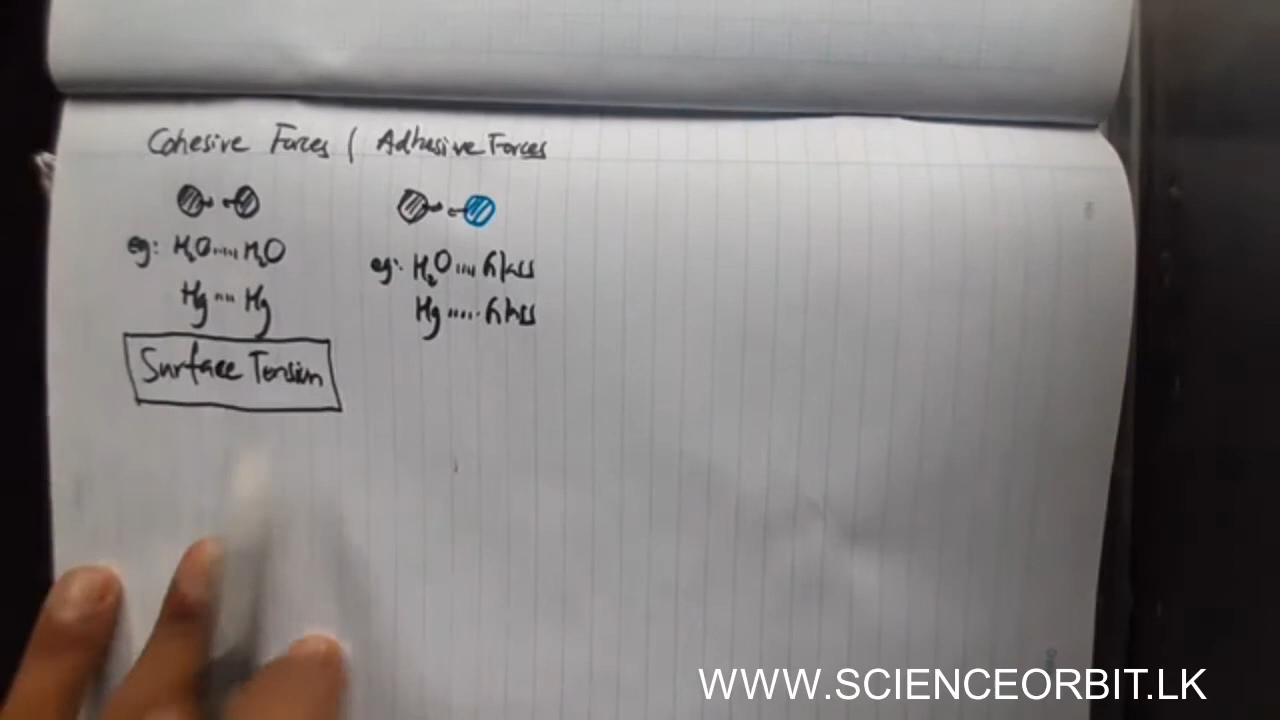 Cohesive Forces / Adhesive Forces
eg: H₂O.....H₂O
Hg....Hg
Surface Tension
eg: H₂O....Glass
Hg.....Glass
WWW.SCIENCEORBIT.LK